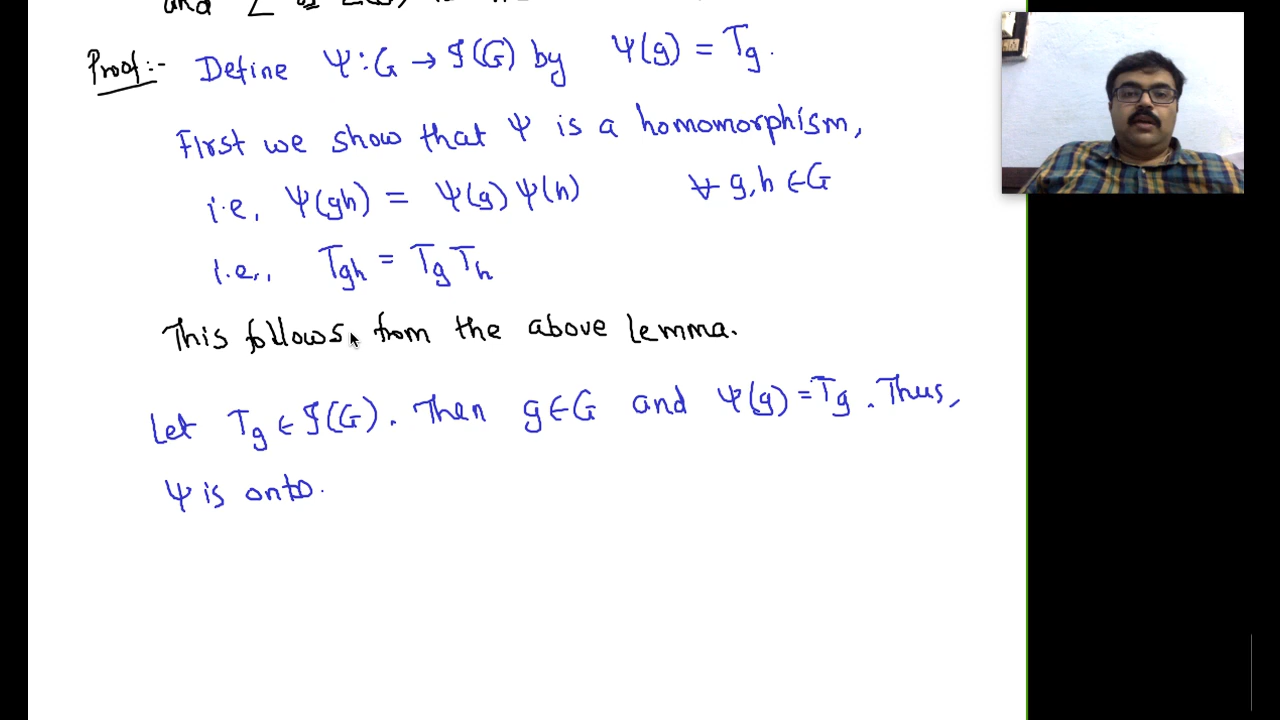 and Z
Proof:- Define Ψ: G → 𝓘(G) by Ψ(g) = T_g.
First we show that Ψ is a homomorphism,
i.e, Ψ(gh) = Ψ(g) Ψ(h) ∀ g,h ∈ G
i.e., T_gh = T_g T_h
This follows from the above lemma.
Let T_g ∈ 𝓘(G). Then g ∈ G and Ψ(g) = T_g. Thus,
Ψ is onto.